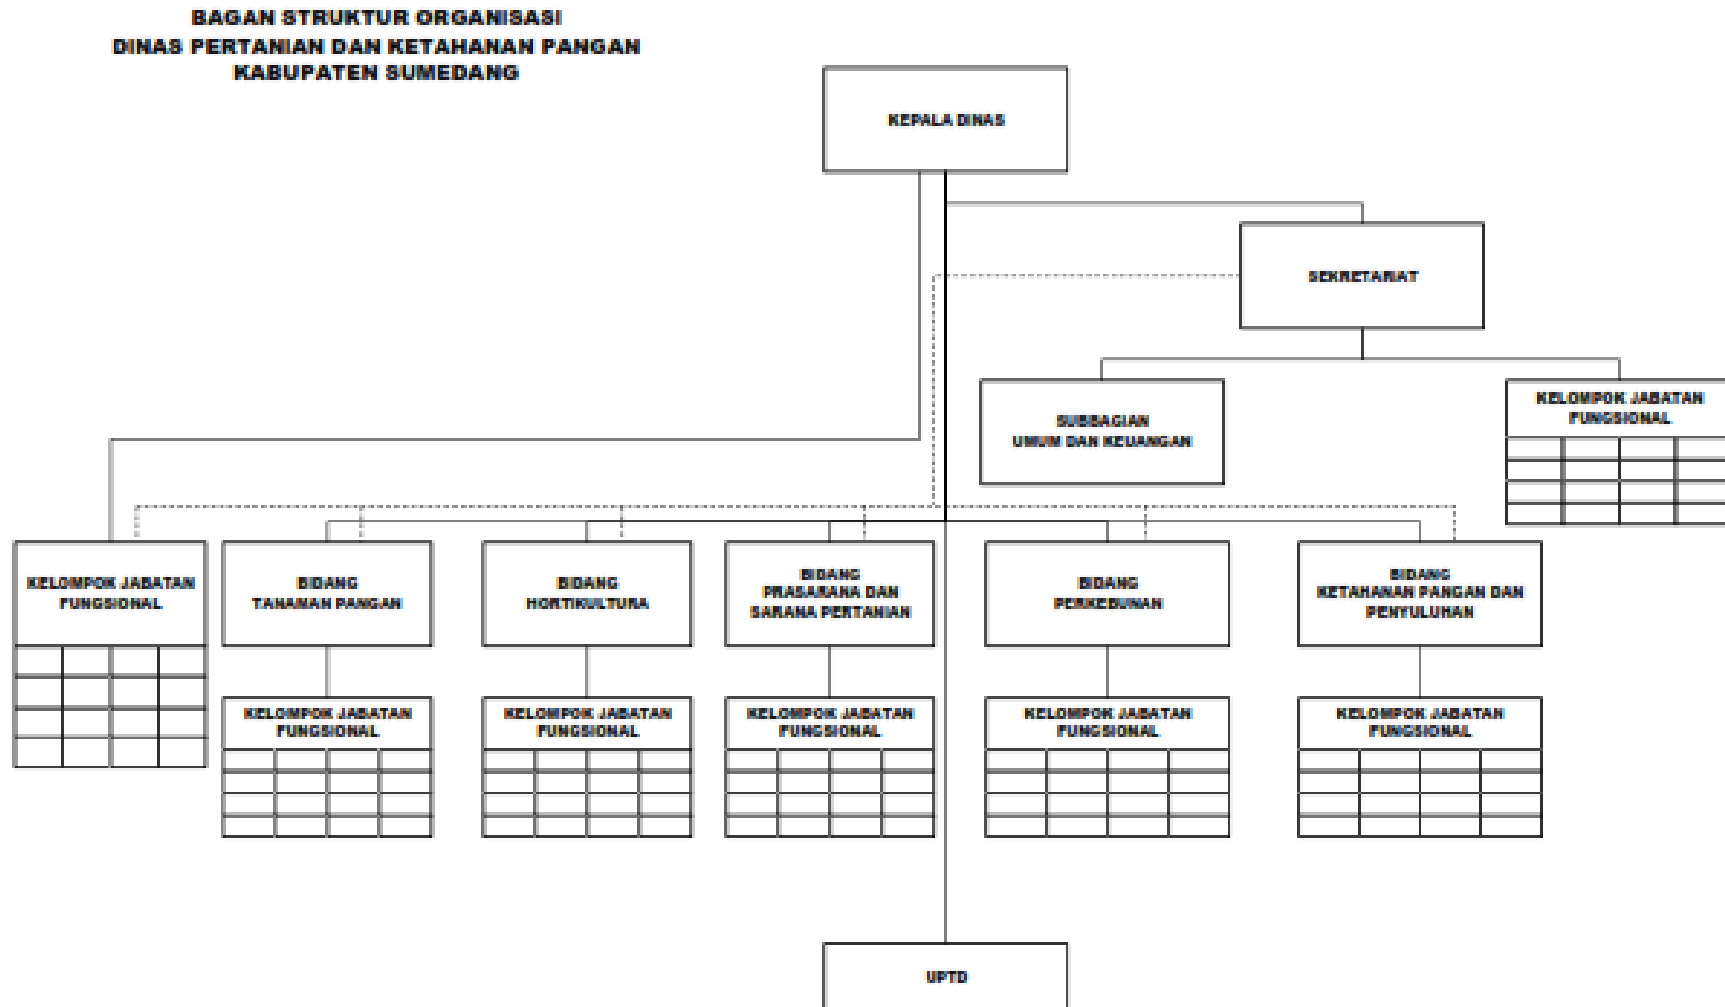 BAGAN STRUKTUR ORGANISASI
DINAS PERTANIAN DAN KETAHANAN PANGAN
KABUPATEN SUMEDANG
KEPALA DINAS
SEKRETARIAT
SUBBAGIAN
UMUM DAN KEUANGAN
KELOMPOK JABATAN
FUNGSIONAL
KELOMPOK JABATAN
FUNGSIONAL
BIDANG
TANAMAN PANGAN
BIDANG
HORTIKULTURA
BIDANG
PRASARANA DAN
SARANA PERTANIAN
BIDANG
PERKEBUNAN
BIDANG
KETAHANAN PANGAN DAN
PENYULUHAN
KELOMPOK JABATAN
FUNGSIONAL
KELOMPOK JABATAN
FUNGSIONAL
KELOMPOK JABATAN
FUNGSIONAL
KELOMPOK JABATAN
FUNGSIONAL
KELOMPOK JABATAN
FUNGSIONAL
UPTD